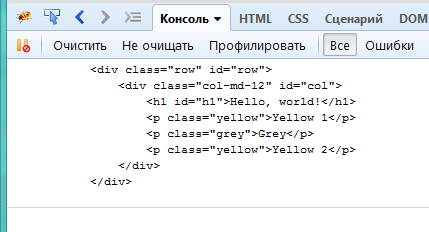 Консоль HTML CSS Сценарий DOM
Очистить Не очищать Профилировать Все Ошибки
<div class="row" id="row">
<div class="col-md-12" id="col">
<h1 id="h1">Hello, world!</h1>
<p class="yellow">Yellow 1</p>
<p class="grey">Grey</p>
<p class="yellow">Yellow 2</p>
</div>
</div>